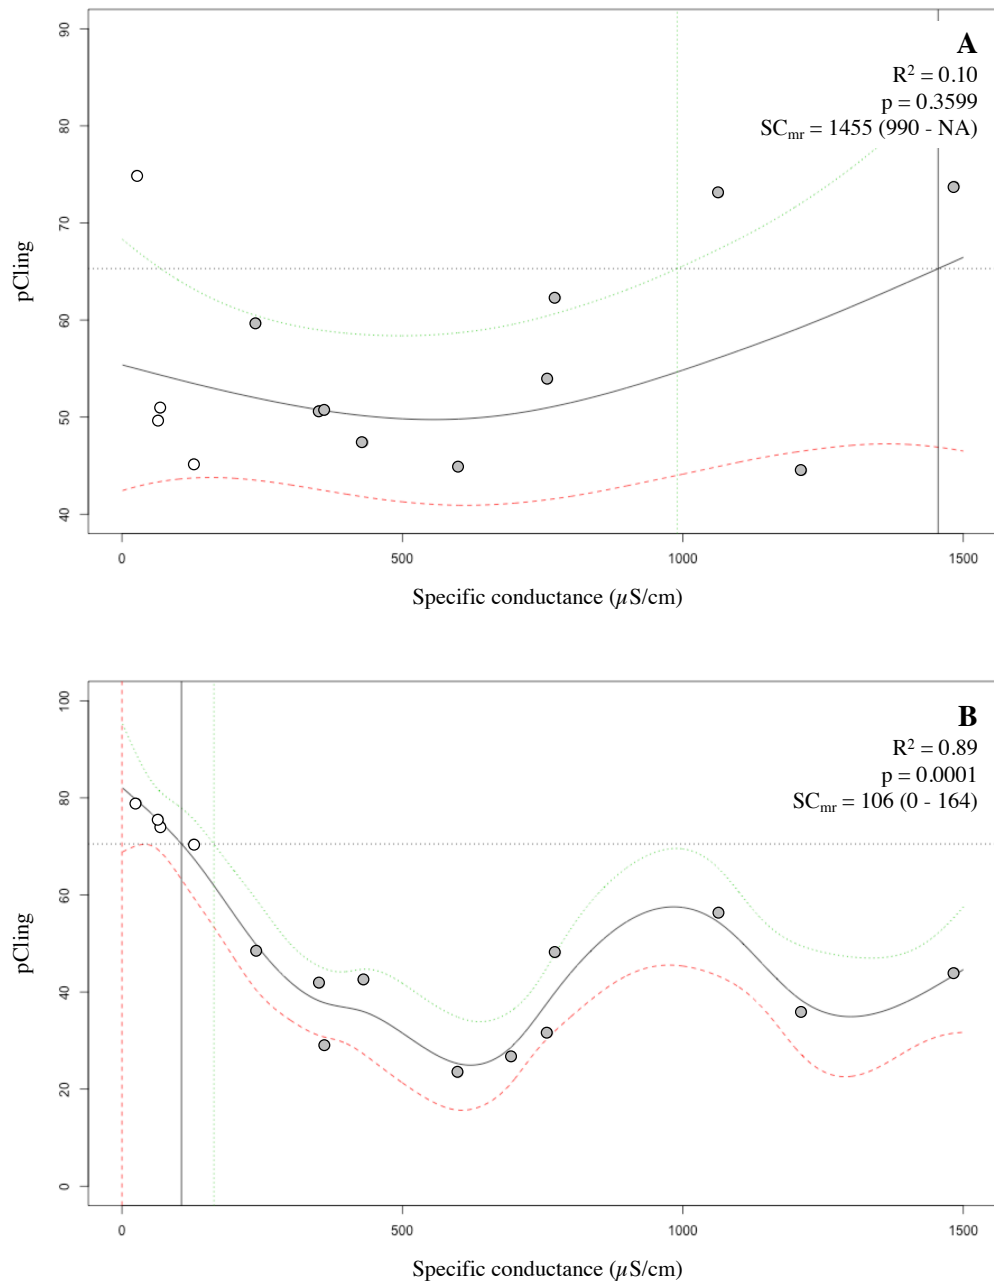 A
R² = 0.10
p = 0.3599
SCmr = 1455 (990 - NA)
90
80
70
60
50
40
pCling
0 500 1000 1500
Specific conductance (µS/cm)
B
R² = 0.89
p = 0.0001
SCmr = 106 (0 - 164)
100
80
60
40
20
0
pCling
0 500 1000 1500
Specific conductance (µS/cm)